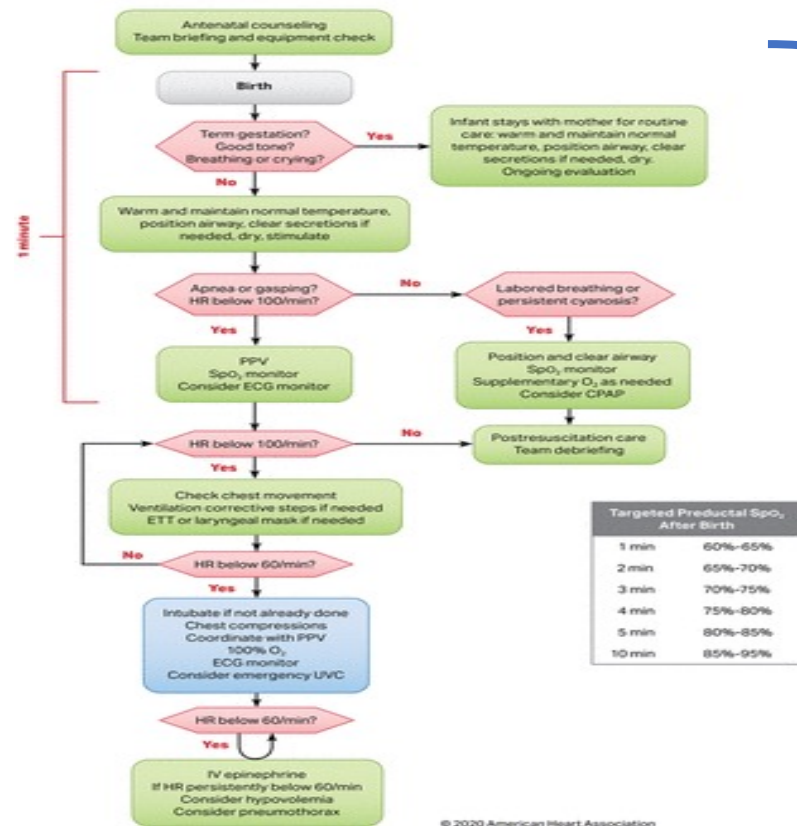 Antenatal counseling
Team briefing and equipment check
Birth
Term gestation?
Good tone?
Breathing or crying?
Yes
Infant stays with mother for routine
care: warm and maintain normal
temperature, position airway, clear
secretions if needed, dry.
Ongoing evaluation
No
Warm and maintain normal temperature,
position airway, clear secretions if
needed, dry, stimulate
1 minute
Apnea or gasping?
HR below 100/min?
No
Labored breathing or
persistent cyanosis?
Yes
Yes
PPV
SpO₂ monitor
Consider ECG monitor
Position and clear airway
SpO₂ monitor
Supplementary O₂ as needed
Consider CPAP
HR below 100/min?
No
Postresuscitation care
Team debriefing
Yes
Check chest movement
Ventilation corrective steps if needed
ETT or laryngeal mask if needed
No
HR below 60/min?
Yes
Intubate if not already done
Chest compressions
Coordinate with PPV
100% O₂
ECG monitor
Consider emergency UVC
HR below 60/min?
Yes
IV epinephrine
If HR persistently below 60/min
Consider hypovolemia
Consider pneumothorax
Targeted Preductal SpO₂
After Birth
1 min 60%-65%
2 min 65%-70%
3 min 70%-75%
4 min 75%-80%
5 min 80%-85%
10 min 85%-95%
© 2020 American Heart Association